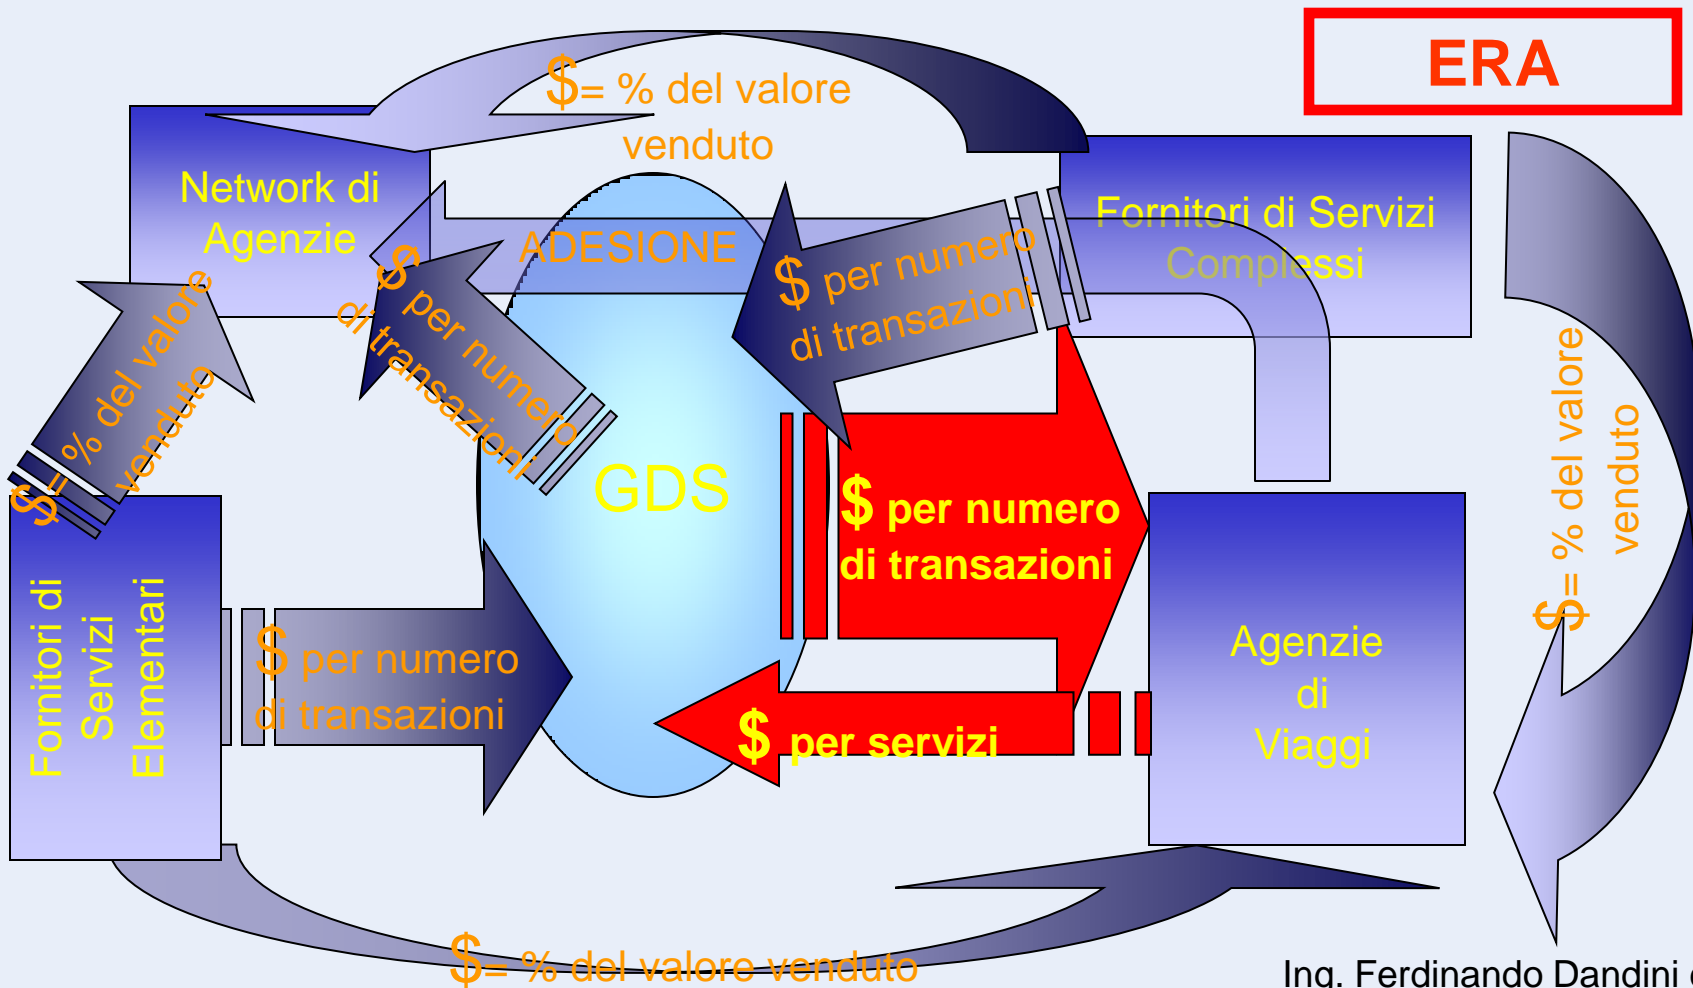 ERA
$= % del valore
venduto
Network di
Agenzie
Fornitori di Servizi
Complessi
ADESIONE
$ per numero
di transazioni
$ per numero
di transazioni
$= % del valore
venduto
$= % del valore
venduto
GDS
$ per numero
di transazioni
Fornitori di
Servizi
Elementari
$ per numero
di transazioni
Agenzie
di
Viaggi
$ per servizi
$= % del valore venduto
Ing. Ferdinando Dandini